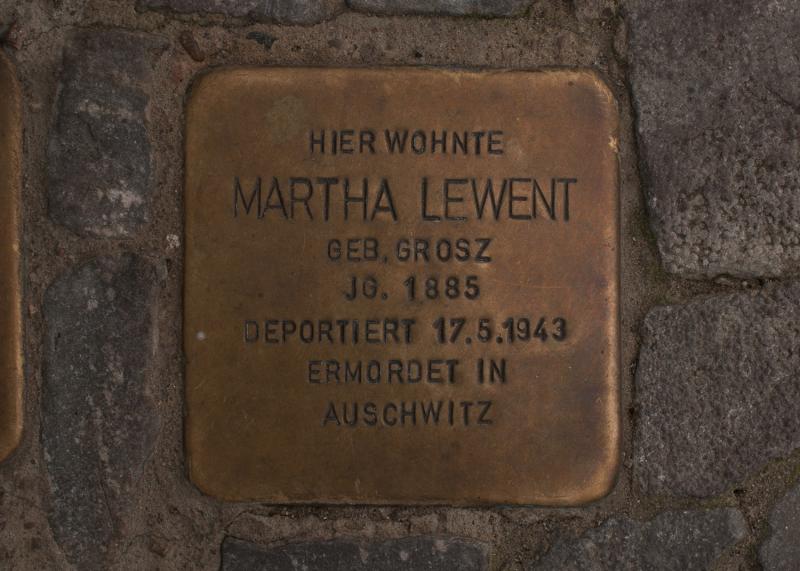 HIER WOHNTE
MARTHA LEWENT
GEB. GROSZ
JG. 1885
DEPORTIERT 17.5.1943
ERMORDET IN
AUSCHWITZ